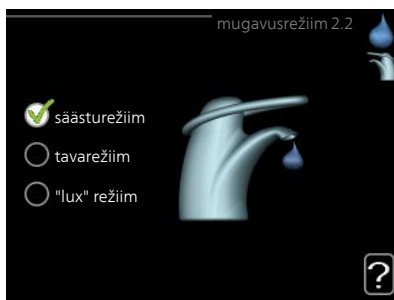 mugavusrežiim 2.2
säästurežiim
tavarežiim
"lux" režiim
?